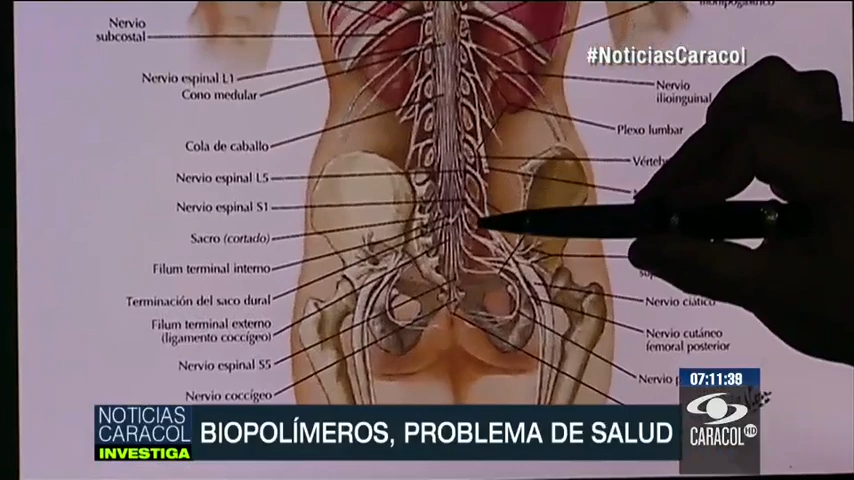 #NoticiasCaracol
Nervio
subcostal
Nervio espinal L1
Cono medular
Cola de caballo
Nervio espinal L5
Nervio espinal S1
Sacro (cortado)
Filum terminal interno
Terminación del saco dural
Filum terminal externo
(ligamento coccígeo)
Nervio espinal S5
Nervio coccígeo
Nervio
ilioinguinal
Plexo lumbar
Nervio ciático
Nervio cutáneo
femoral posterior
Nervio
07:11:39
NOTICIAS
CARACOL
INVESTIGA
BIOPOLÍMEROS, PROBLEMA DE SALUD
CARACOL HD